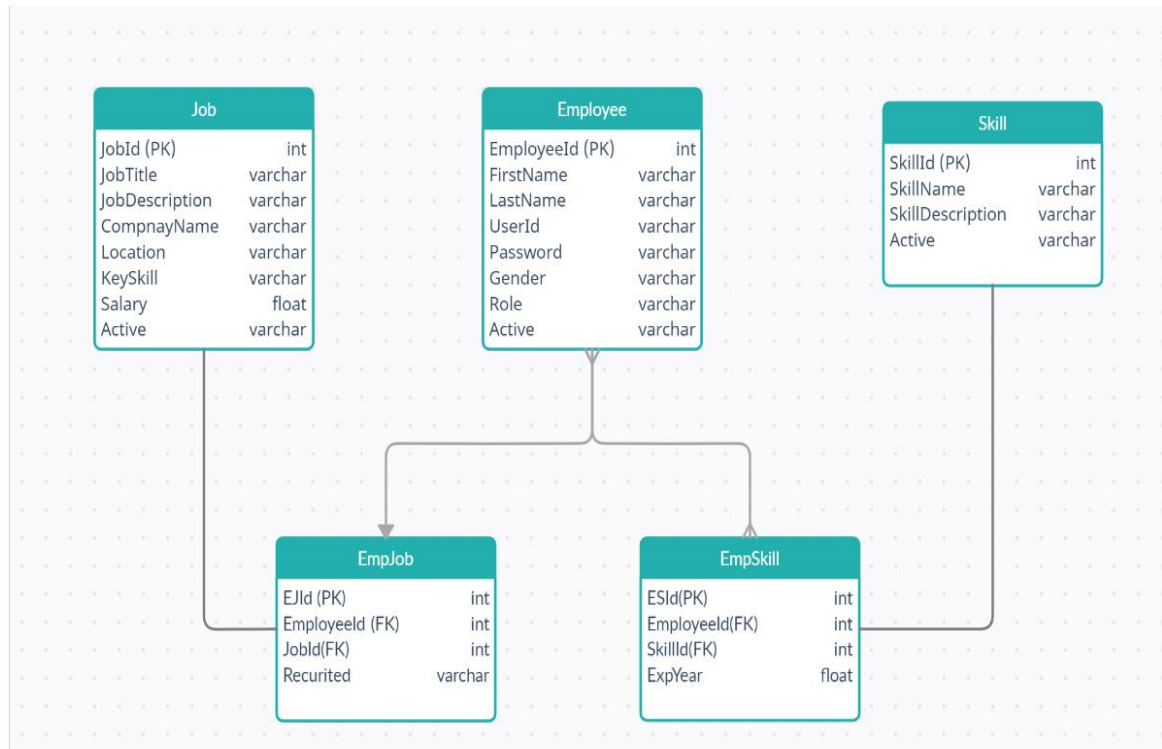 Job
JobId (PK) int
JobTitle varchar
JobDescription varchar
CompnayName varchar
Location varchar
KeySkill varchar
Salary float
Active varchar
Employee
EmployeeId (PK) int
FirstName varchar
LastName varchar
UserId varchar
Password varchar
Gender varchar
Role varchar
Active varchar
Skill
SkillId (PK) int
SkillName varchar
SkillDescription varchar
Active varchar
EmpJob
EJId (PK) int
EmployeeId (FK) int
JobId(FK) int
Recurited varchar
EmpSkill
ESId(PK) int
EmployeeId(FK) int
SkillId(FK) int
ExpYear float